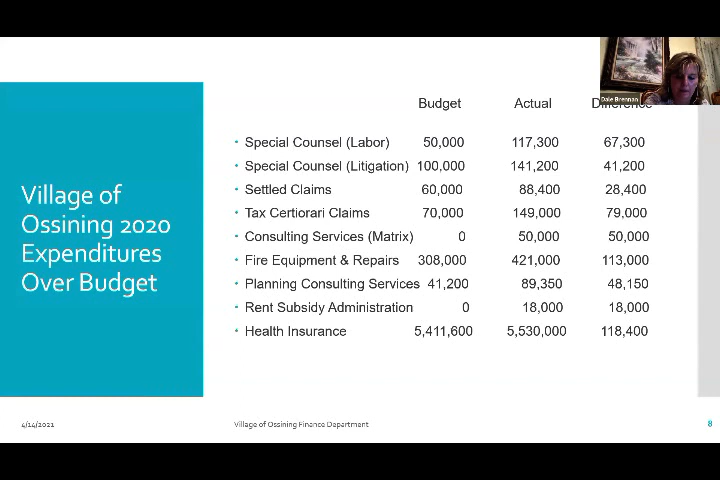 Dale Brennan
Budget Actual Difference
Village of
Ossining 2020
Expenditures
Over Budget
• Special Counsel (Labor) 50,000 117,300 67,300
• Special Counsel (Litigation) 100,000 141,200 41,200
• Settled Claims 60,000 88,400 28,400
• Tax Certiorari Claims 70,000 149,000 79,000
• Consulting Services (Matrix) 0 50,000 50,000
• Fire Equipment & Repairs 308,000 421,000 113,000
• Planning Consulting Services 41,200 89,350 48,150
• Rent Subsidy Administration 0 18,000 18,000
• Health Insurance 5,411,600 5,530,000 118,400
4/14/2021 Village of Ossining Finance Department 8